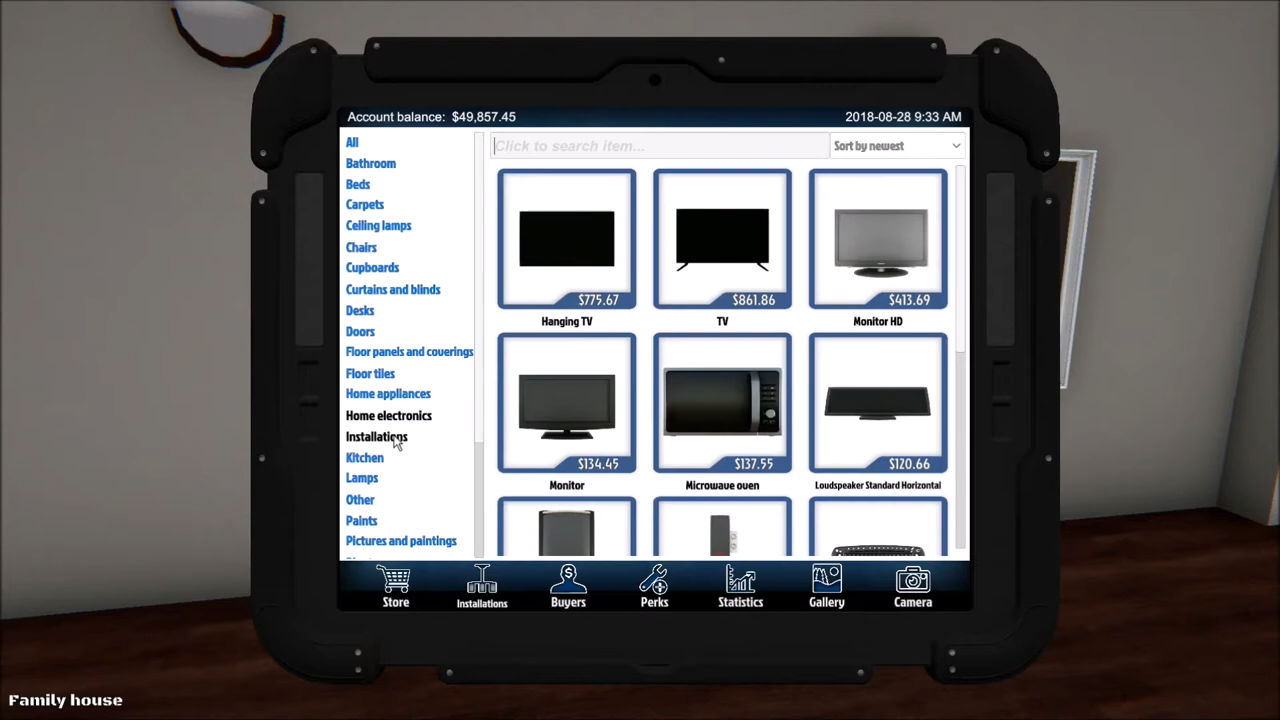 Account balance: $49,857.45
2018-08-28 9:33 AM
All
Bathroom
Beds
Carpets
Ceiling lamps
Chairs
Cupboards
Curtains and blinds
Desks
Doors
Floor panels and coverings
Floor tiles
Home appliances
Home electronics
Installations
Kitchen
Lamps
Other
Paints
Pictures and paintings
Click to search item...
Sort by newest
$775.67
$861.86
$413.69
Hanging TV
TV
Monitor HD
$134.45
$137.55
$120.66
Monitor
Microwave oven
Loudspeaker Standard Horizontal
Store
Installations
Buyers
Perks
Statistics
Gallery
Camera
Family house